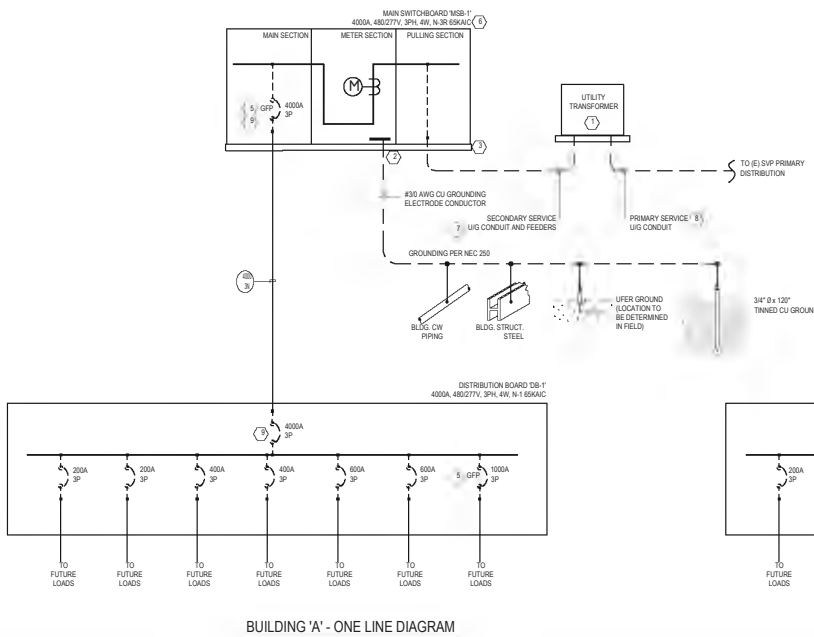 MAIN SWITCHBOARD 'MSB-1'
4000A, 480/277V, 3PH, 4W, N-3R 65KAIC
6
MAIN SECTION
METER SECTION
PULLING SECTION
M
5 GFP
9
4000A
3P
2
3
UTILITY
TRANSFORMER
1
TO (E) SVP PRIMARY
DISTRIBUTION
#3/0 AWG CU GROUNDING
ELECTRODE CONDUCTOR
7
SECONDARY SERVICE
U/G CONDUIT AND FEEDERS
PRIMARY SERVICE
U/G CONDUIT
8
GROUNDING PER NEC 250
4000
3N
BLDG. CW
PIPING
BLDG. STRUCT.
STEEL
UFER GROUND
(LOCATION TO
BE DETERMINED
IN FIELD)
3/4" Ø x 120"
TINNED CU GROUN
DISTRIBUTION BOARD 'DB-1'
4000A, 480/277V, 3PH, 4W, N-1 65KAIC
9
4000A
3P
200A
3P
200A
3P
400A
3P
400A
3P
600A
3P
600A
3P
5 GFP
1000A
3P
200A
3P
TO
FUTURE
LOADS
TO
FUTURE
LOADS
TO
FUTURE
LOADS
TO
FUTURE
LOADS
TO
FUTURE
LOADS
TO
FUTURE
LOADS
TO
FUTURE
LOADS
TO
FUTURE
LOADS
BUILDING 'A' - ONE LINE DIAGRAM